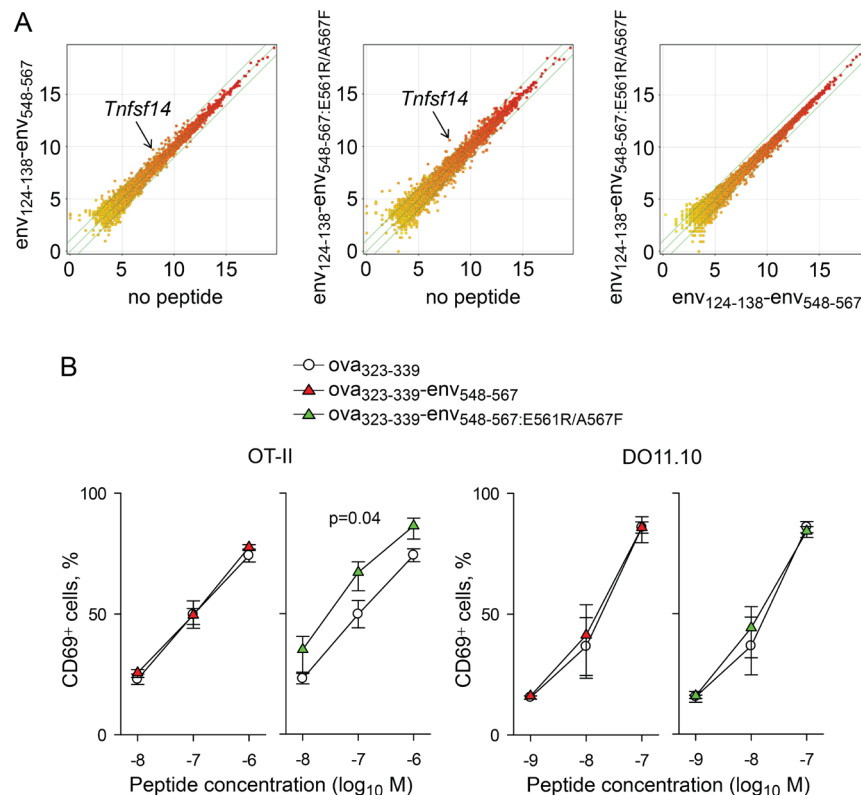 A
env124-138-env548-567
15
10
5
0
Tnfsf14
0 5 10 15
no peptide
env124-138-env548-567:E561R/A567F
15
10
5
0
Tnfsf14
0 5 10 15
no peptide
env124-138-env548-567:E561R/A567F
15
10
5
0
0 5 10 15
env124-138-env548-567
B
ova323-339
ova323-339-env548-567
ova323-339-env548-567:E561R/A567F
OT-II
DO11.10
CD69+ cells, %
100
50
0
p=0.04
-8 -7 -6
-8 -7 -6
Peptide concentration (log10 M)
CD69+ cells, %
100
50
0
-9 -8 -7
-9 -8 -7
Peptide concentration (log10 M)